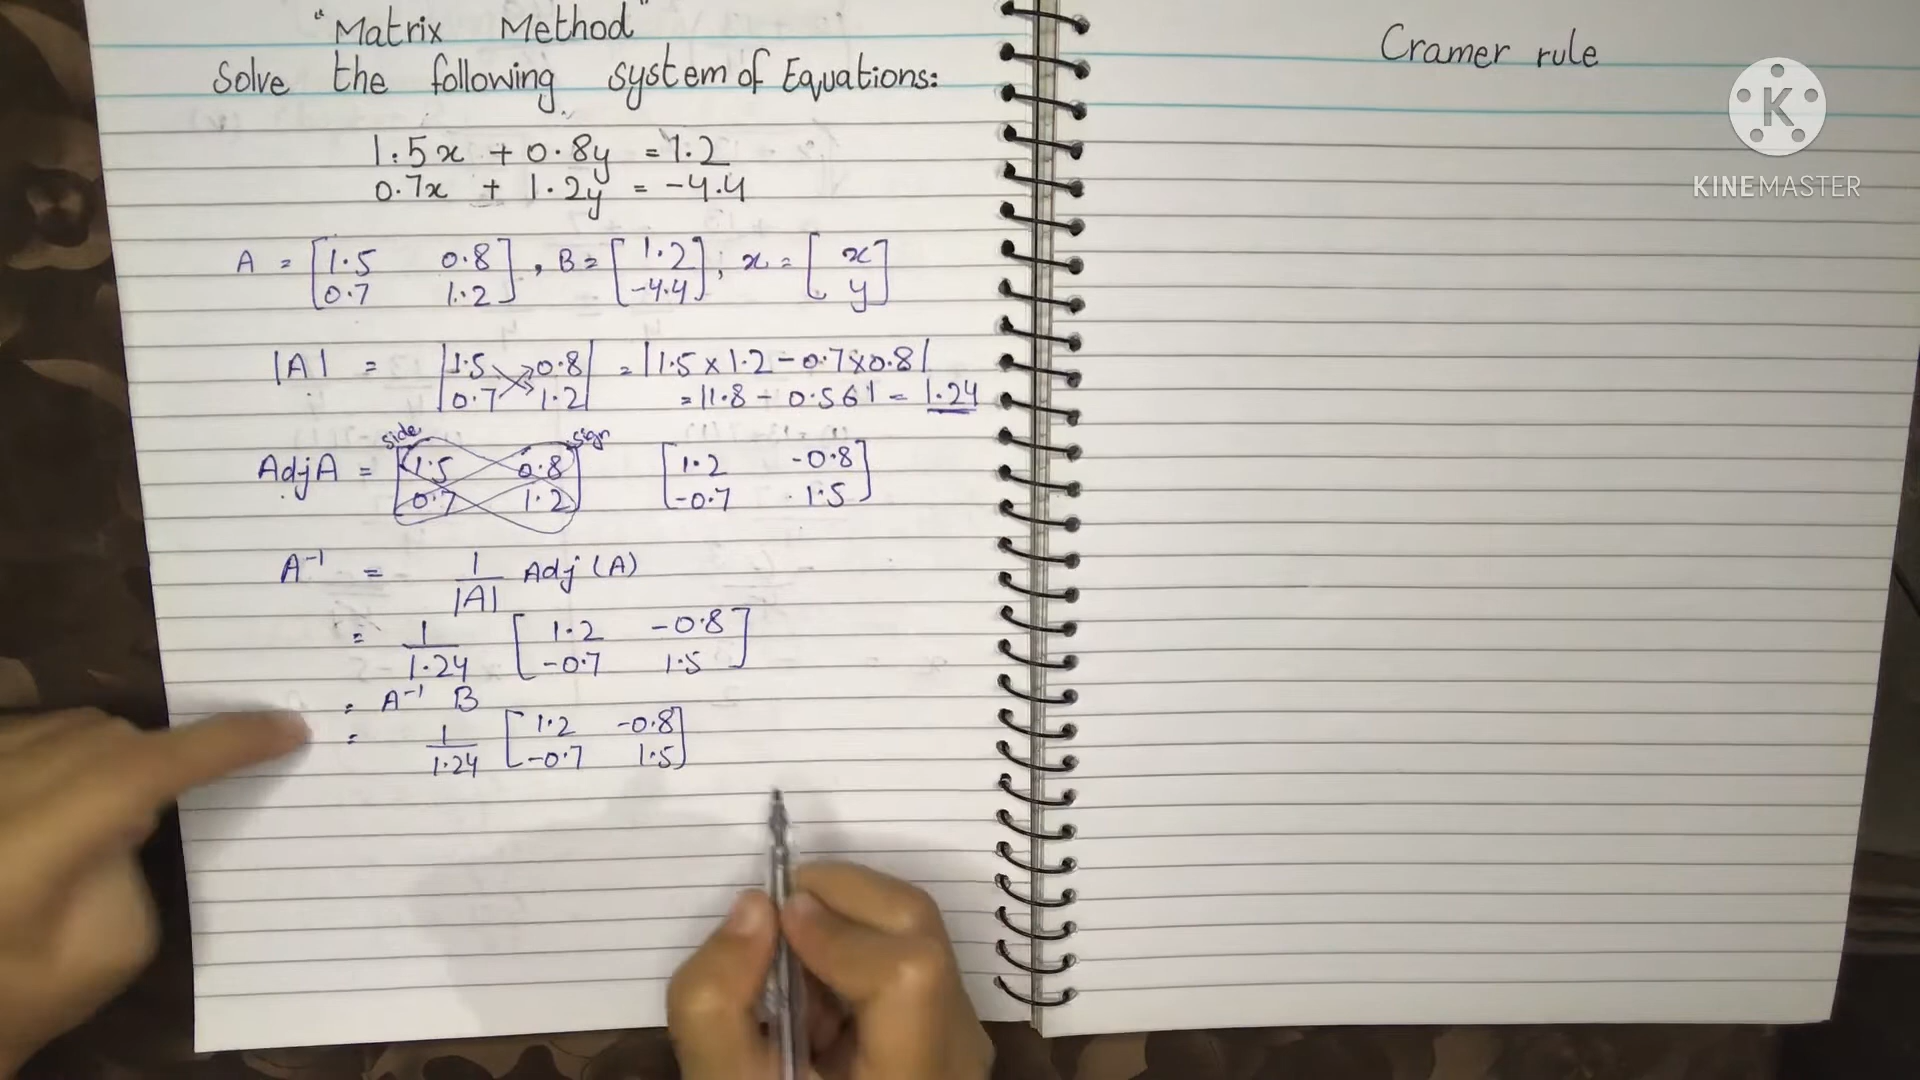 "Matrix Method"
Solve the following system of Equations:
1.5x + 0.8y = 1.2
0.7x + 1.2y = -4.4
A = [1.5 0.8
0.7 1.2], B = [1.2
-4.4]; x = [x
y]
|A| = |1.5 0.8
0.7 1.2| = |1.5 × 1.2 - 0.7 × 0.8|
= |1.8 - 0.56| = 1.24
side sign
Adj A = [1.5 0.8
0.7 1.2] [1.2 -0.8
-0.7 1.5]
A⁻¹ = 1/|A| Adj (A)
= 1/1.24 [1.2 -0.8
-0.7 1.5]
= A⁻¹ B
= 1/1.24 [1.2 -0.8
-0.7 1.5]
Cramer rule
K
KINEMASTER